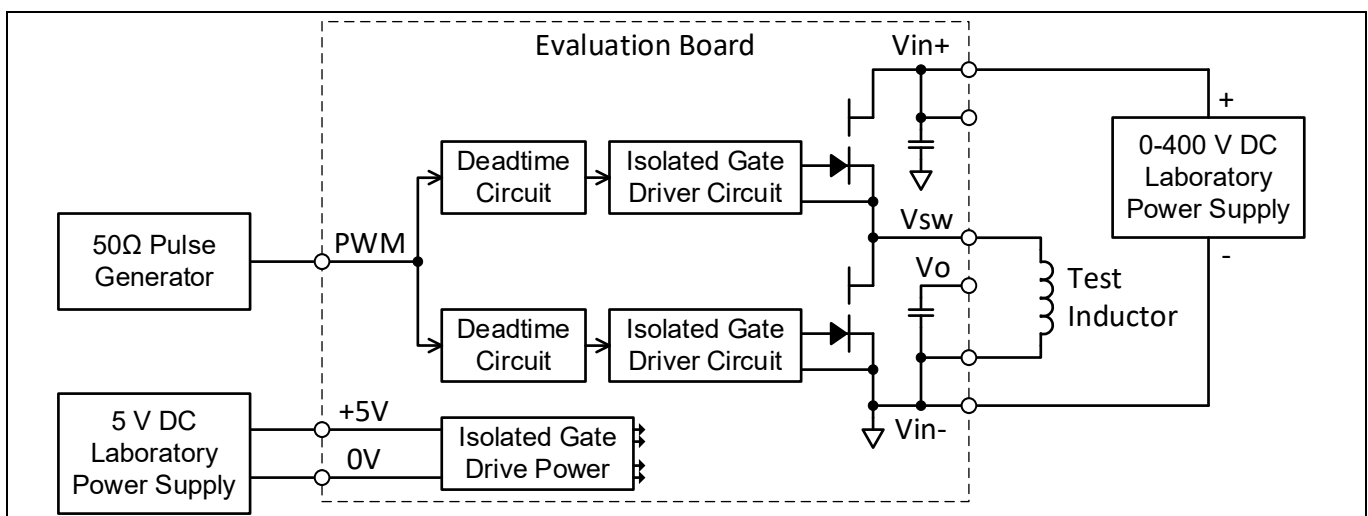 Evaluation Board
Vin+
+
0-400 V DC
Laboratory
Power Supply
-
Deadtime
Circuit
Isolated Gate
Driver Circuit
Vsw
50Ω Pulse
Generator
PWM
Vo
Test
Inductor
Deadtime
Circuit
Isolated Gate
Driver Circuit
Vin-
5 V DC
Laboratory
Power Supply
+5V
0V
Isolated Gate
Drive Power